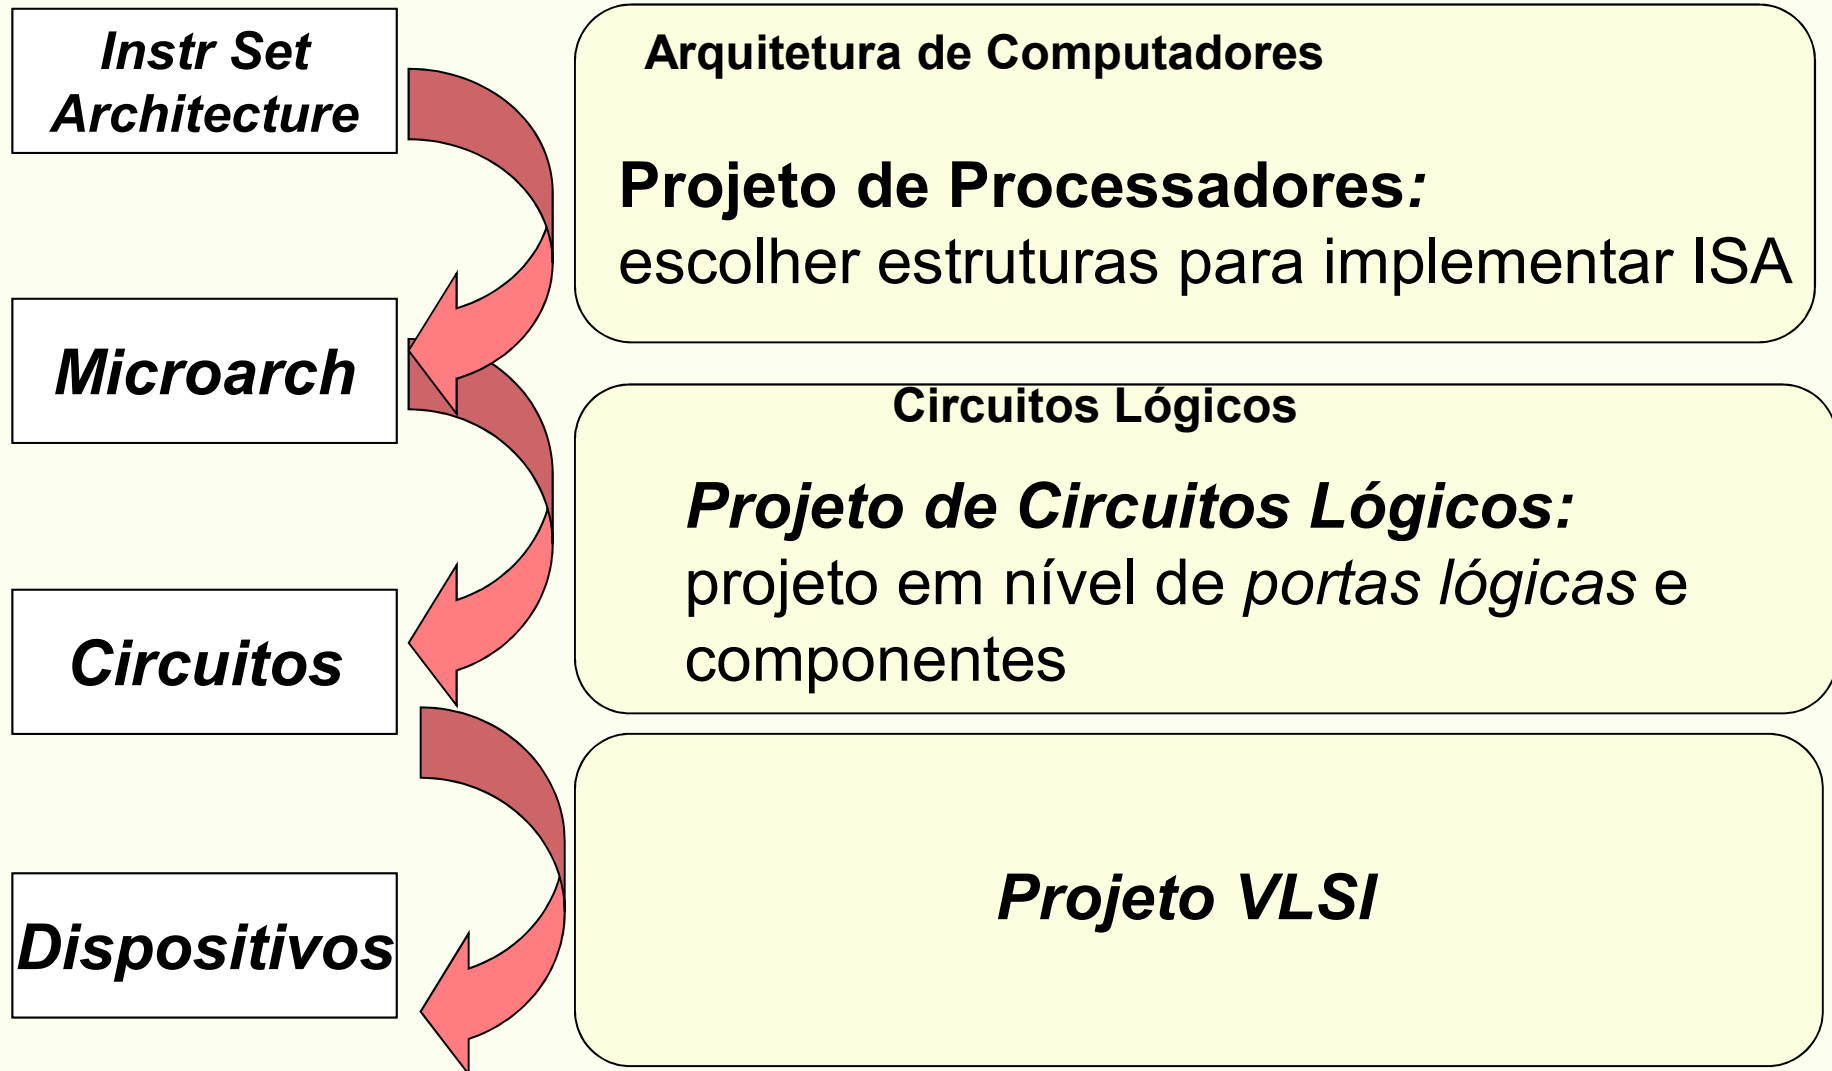 Instr Set
Architecture
Arquitetura de Computadores
Projeto de Processadores:
escolher estruturas para implementar ISA
Microarch
Circuitos Lógicos
Projeto de Circuitos Lógicos:
projeto em nível de portas lógicas e
componentes
Circuitos
Projeto VLSI
Dispositivos